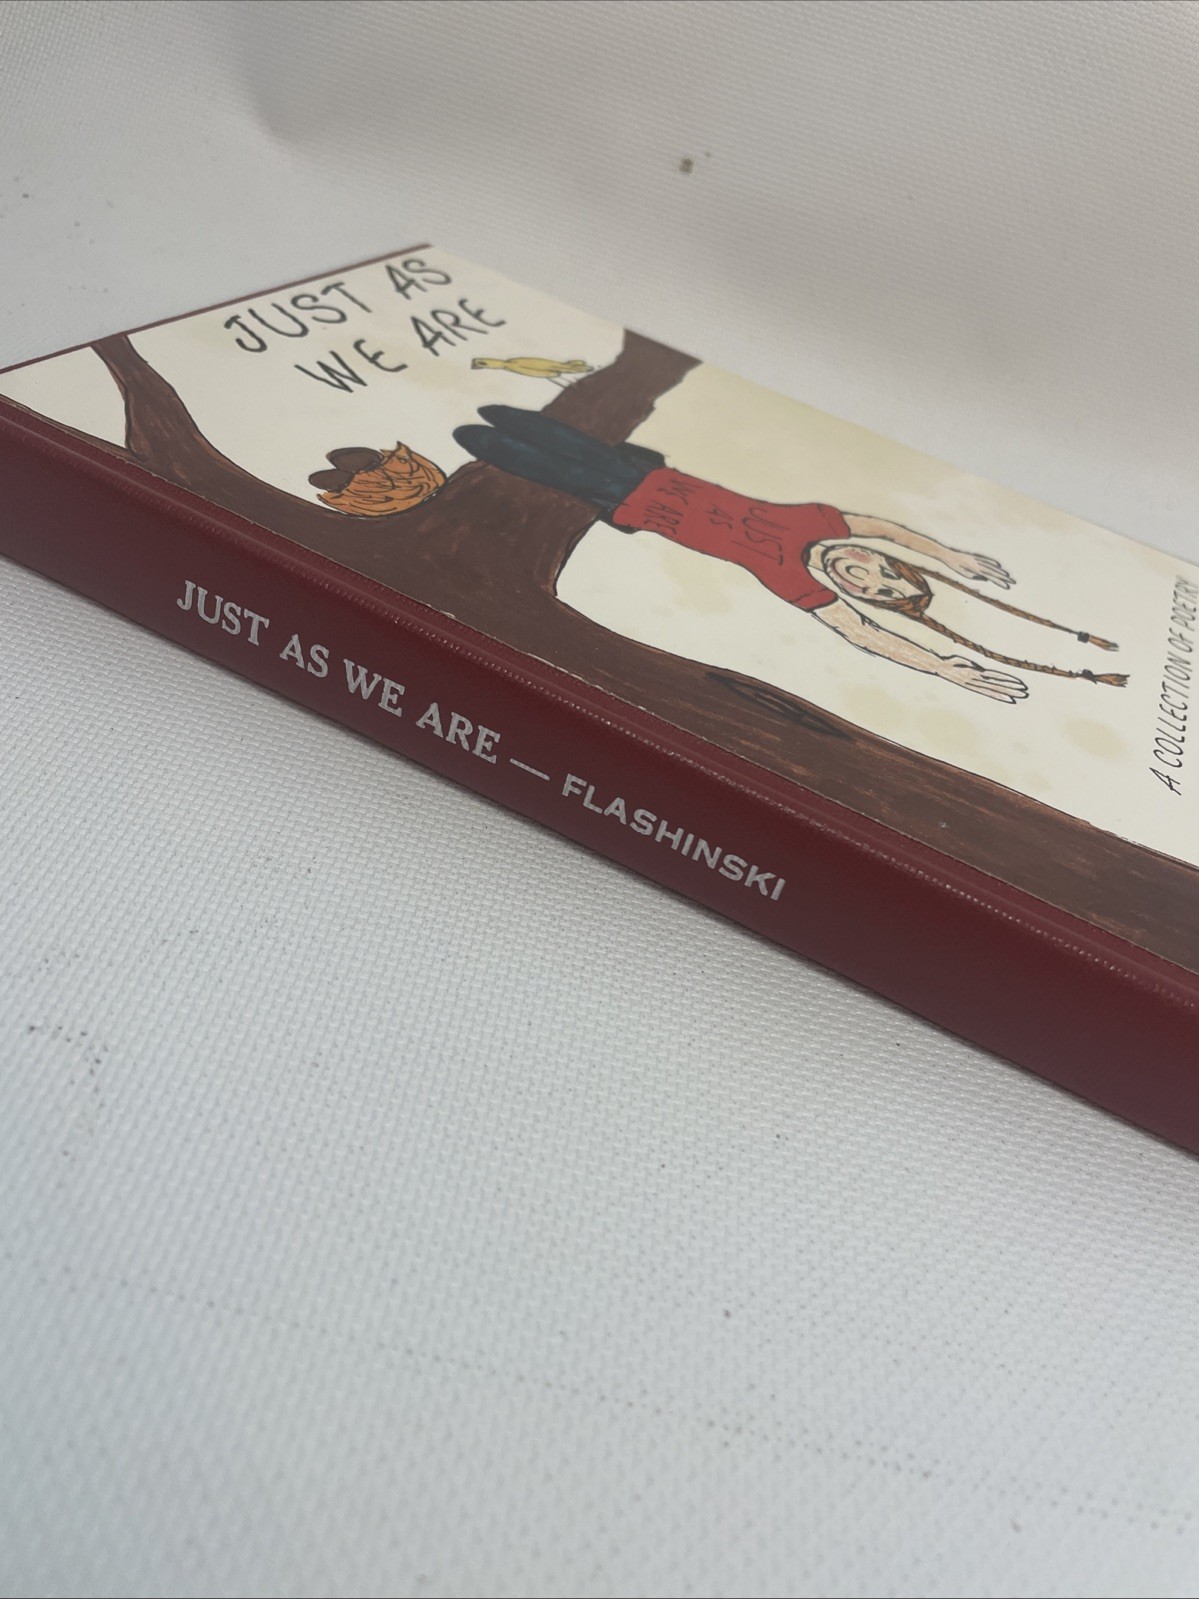 JUST AS
WE ARE
JUST
AS
WE ARE
A COLLECTION OF POETRY
JUST AS WE ARE — FLASHINSKI